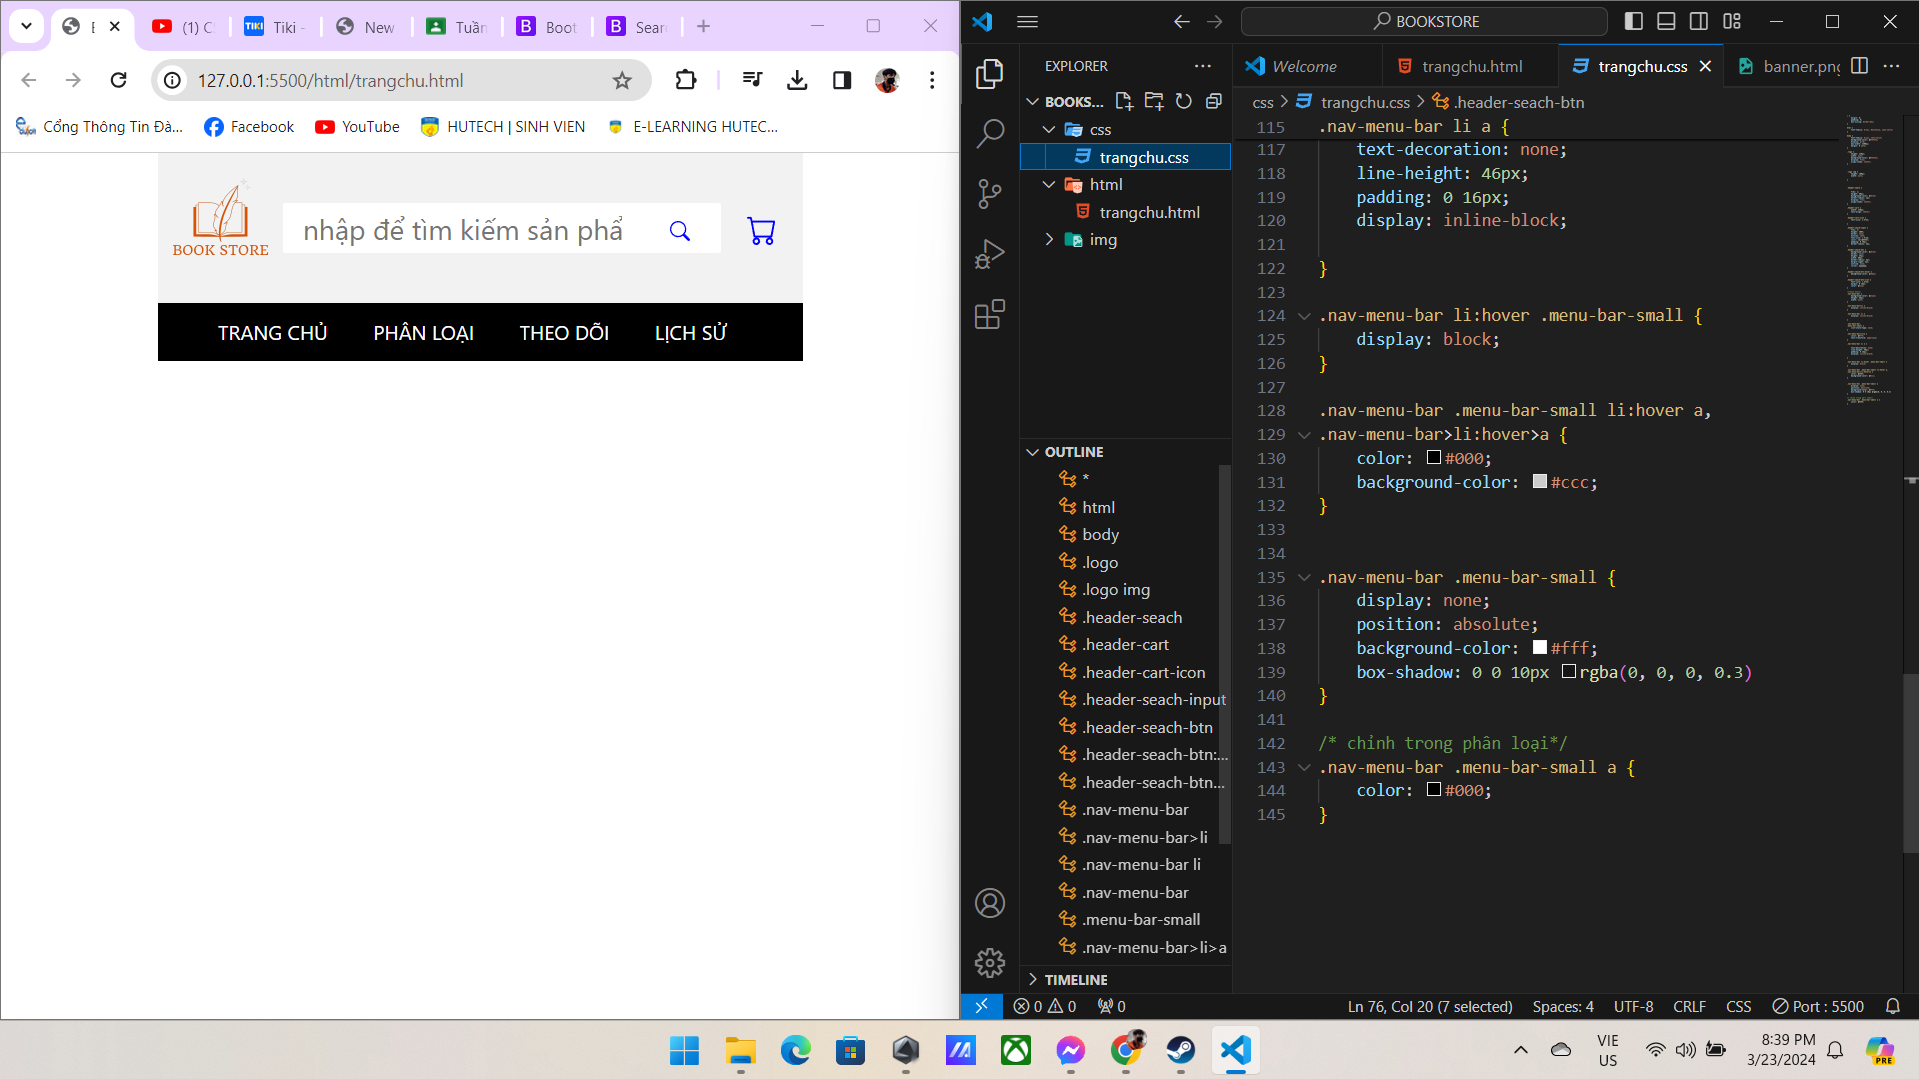 (1) C
TIKI Tiki -
New
Tuần
B Boot
B Sear
127.0.0.1:5500/html/trangchu.html
Cổng Thông Tin Đà...
Facebook
YouTube
HUTECH | SINH VIEN
E-LEARNING HUTEC...
BOOK STORE
nhập để tìm kiếm sản phẩ
TRANG CHỦ
PHÂN LOẠI
THEO DÕI
LỊCH SỬ
BOOKSTORE
EXPLORER
Welcome
trangchu.html
trangchu.css
banner.png
BOOKS...
css > trangchu.css > .header-seach-btn
css
trangchu.css
html
trangchu.html
img
OUTLINE
*
html
body
.logo
.logo img
.header-seach
.header-cart
.header-cart-icon
.header-seach-input
.header-seach-btn
.header-seach-btn:...
.header-seach-btn...
.nav-menu-bar
.nav-menu-bar>li
.nav-menu-bar li
.nav-menu-bar
.menu-bar-small
.nav-menu-bar>li>a
TIMELINE
115 .nav-menu-bar li a {
117 text-decoration: none;
118 line-height: 46px;
119 padding: 0 16px;
120 display: inline-block;
121
122 }
123
124 .nav-menu-bar li:hover .menu-bar-small {
125 display: block;
126 }
127
128 .nav-menu-bar .menu-bar-small li:hover a,
129 .nav-menu-bar>li:hover>a {
130 color: #000;
131 background-color: #ccc;
132 }
133
134
135 .nav-menu-bar .menu-bar-small {
136 display: none;
137 position: absolute;
138 background-color: #fff;
139 box-shadow: 0 0 10px rgba(0, 0, 0, 0.3)
140 }
141
142 /* chỉnh trong phân loại*/
143 .nav-menu-bar .menu-bar-small a {
144 color: #000;
145 }
0 0 0
Ln 76, Col 20 (7 selected)
Spaces: 4
UTF-8
CRLF
CSS
Port : 5500
VIE
US
8:39 PM
3/23/2024
PRE